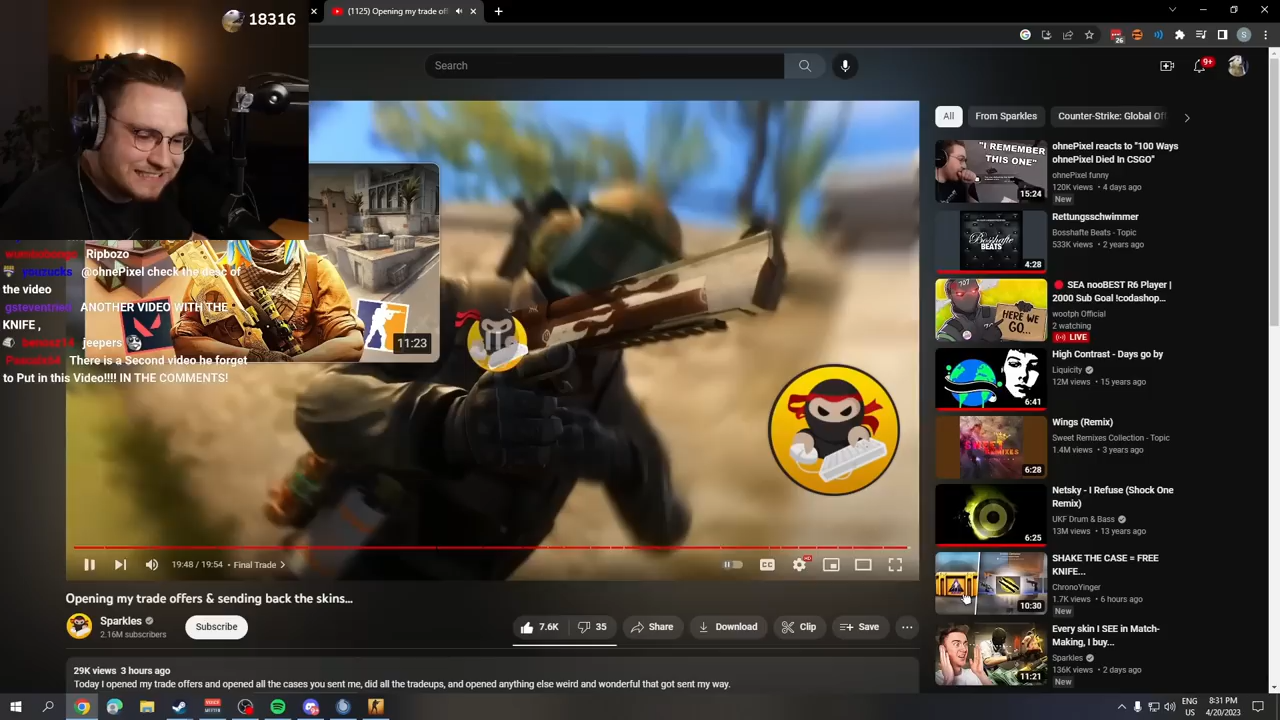 18316
(1125) Opening my trade of
26
Search
9+
All
From Sparkles
Counter-Strike: Global Of
"I REMEMBER
THIS ONE"
15:24
ohnePixel reacts to "100 Ways
ohnePixel Died In CSGO"
ohnePixel funny
120K views • 4 days ago
New
BOSSHAFTE
BEATS
4:28
Rettungsschwimmer
Bosshafte Beats - Topic
533K views • 2 years ago
HERE WE
GO...
SEA nooBEST R6 Player |
2000 Sub Goal !codashop...
wootph Official
2 watching
LIVE
6:41
High Contrast - Days go by
Liquicity
12M views • 15 years ago
SWEET
REMIXES
6:28
Wings (Remix)
Sweet Remixes Collection - Topic
1.4M views • 3 years ago
6:25
Netsky - I Refuse (Shock One
Remix)
UKF Drum & Bass
13M views • 13 years ago
10:30
SHAKE THE CASE = FREE
KNIFE...
ChronoYinger
1.7K views • 6 hours ago
New
11:21
Every skin I SEE in Match-
Making, I buy...
Sparkles
136K views • 2 days ago
New
Ripbozo
youzucks @ohnePixel check the desc of
the video
ANOTHER VIDEO WITH THE
KNIFE ,
jeepers
There is a Second video he forget
to Put in this Video!!!! IN THE COMMENTS!
11:23
19:48 / 19:54 • Final Trade
HD
CC
Opening my trade offers & sending back the skins...
Sparkles
2.16M subscribers
Subscribe
7.6K
35
Share
Download
Clip
Save
29K views 3 hours ago
Today I opened my trade offers and opened all the cases you sent me, did all the tradeups, and opened anything else weird and wonderful that got sent my way.
ENG
US
8:31 PM
4/20/2023